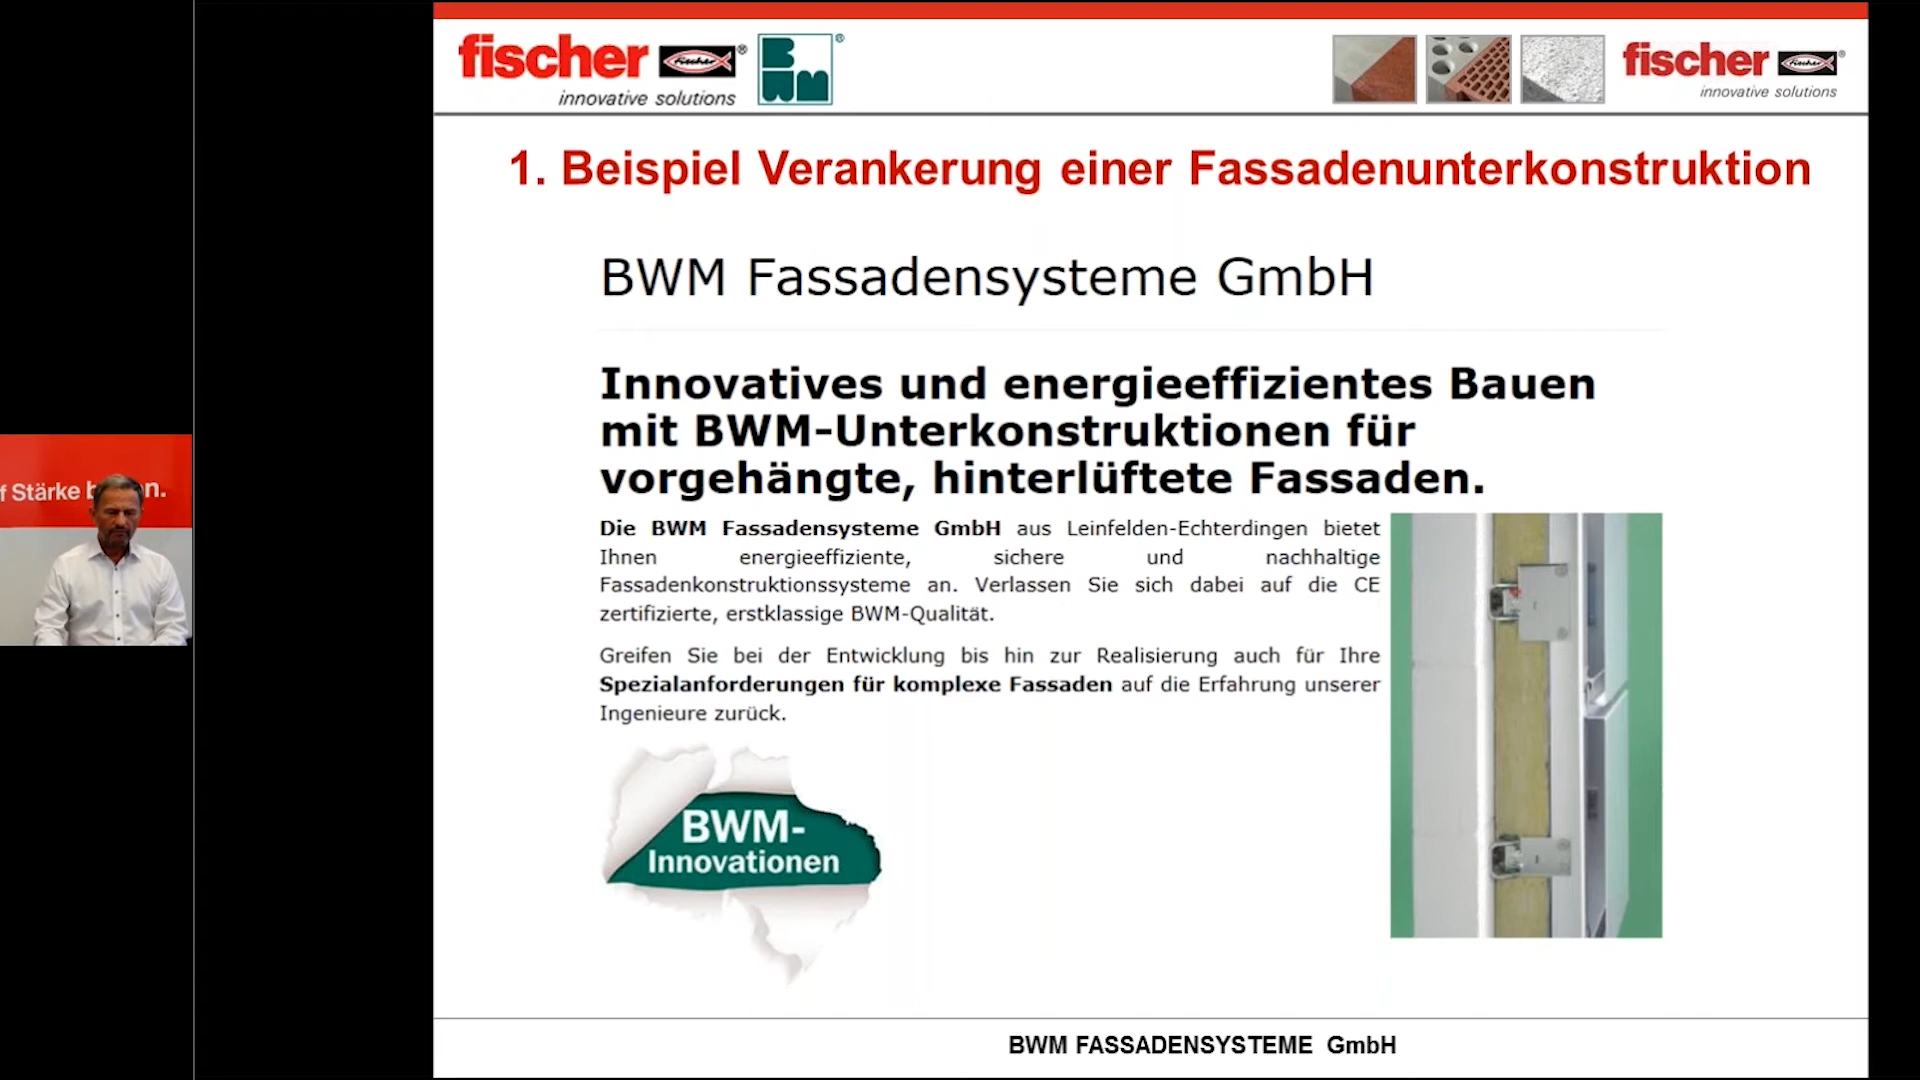 fischer
fischer
®
innovative solutions
BWM
®
fischer
fischer
®
innovative solutions
1. Beispiel Verankerung einer Fassadenunterkonstruktion
BWM Fassadensysteme GmbH
Innovatives und energieeffizientes Bauen
mit BWM-Unterkonstruktionen für
vorgehängte, hinterlüftete Fassaden.
Die BWM Fassadensysteme GmbH aus Leinfelden-Echterdingen bietet
Ihnen energieeffiziente, sichere und nachhaltige
Fassadenkonstruktionssysteme an. Verlassen Sie sich dabei auf die CE
zertifizierte, erstklassige BWM-Qualität.
Greifen Sie bei der Entwicklung bis hin zur Realisierung auch für Ihre
Spezialanforderungen für komplexe Fassaden auf die Erfahrung unserer
Ingenieure zurück.
BWM-
Innovationen
BWM FASSADENSYSTEME GmbH
f Stärke b n.